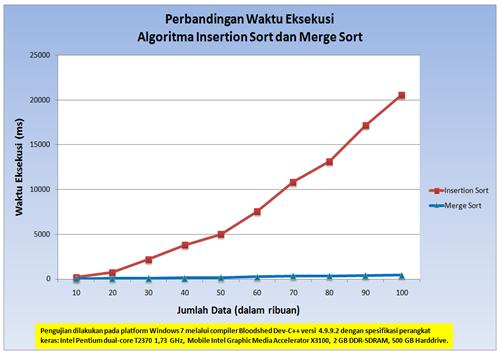 Perbandingan Waktu Eksekusi
Algoritma Insertion Sort dan Merge Sort
Waktu Eksekusi (ms)
25000
20000
15000
10000
5000
0
10 20 30 40 50 60 70 80 90 100
Jumlah Data (dalam ribuan)
Insertion Sort
Merge Sort
Pengujian dilakukan pada platform Windows 7 melaui compiler Bloodshed Dev-C++ versi 4.9.9.2 dengan spesifikasi perangkat
keras: Intel Pentium dual-core T2370 1,73 GHz, Mobile Intel Graphic Media Accelerator X3100, 2 GB DDR-SDRAM, 500 GB Harddrive.